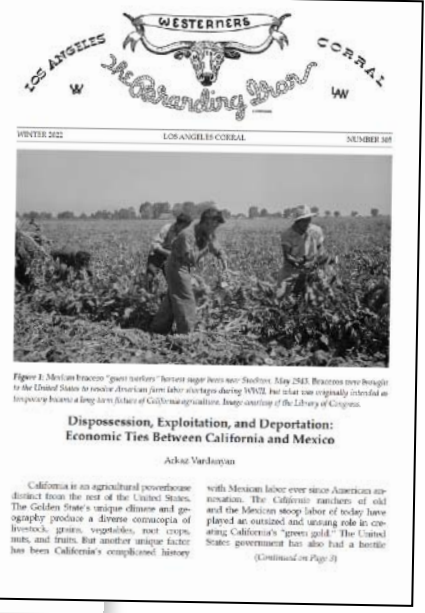 WESTERNERS
LOS ANGELES
CORRAL
The Branding Iron
WINTER 2022
LOS ANGELES CORRAL
NUMBER 305
Figure 1: Mexican bracero "guest workers" harvest sugar beets near Stockton, May 1943. Braceros were brought
to the United States to resolve American farm labor shortages during WWII, but what was originally intended as
temporary became a long-term fixture of California agriculture. Image courtesy of the Library of Congress.
Dispossession, Exploitation, and Deportation:
Economic Ties Between California and Mexico
Arkaz Vardanyan
California is an agricultural powerhouse
distinct from the rest of the United States.
The Golden State's unique climate and ge-
ography produce a diverse cornucopia of
livestock, grains, vegetables, root crops,
nuts, and fruits. But another unique factor
has been California's complicated history
with Mexican labor ever since American an-
nexation. The Californio ranchers of old
and the Mexican stoop labor of today have
played an outsized and unsung role in cre-
ating California's "green gold." The United
States government has also had a hostile
(Continued on Page 3)